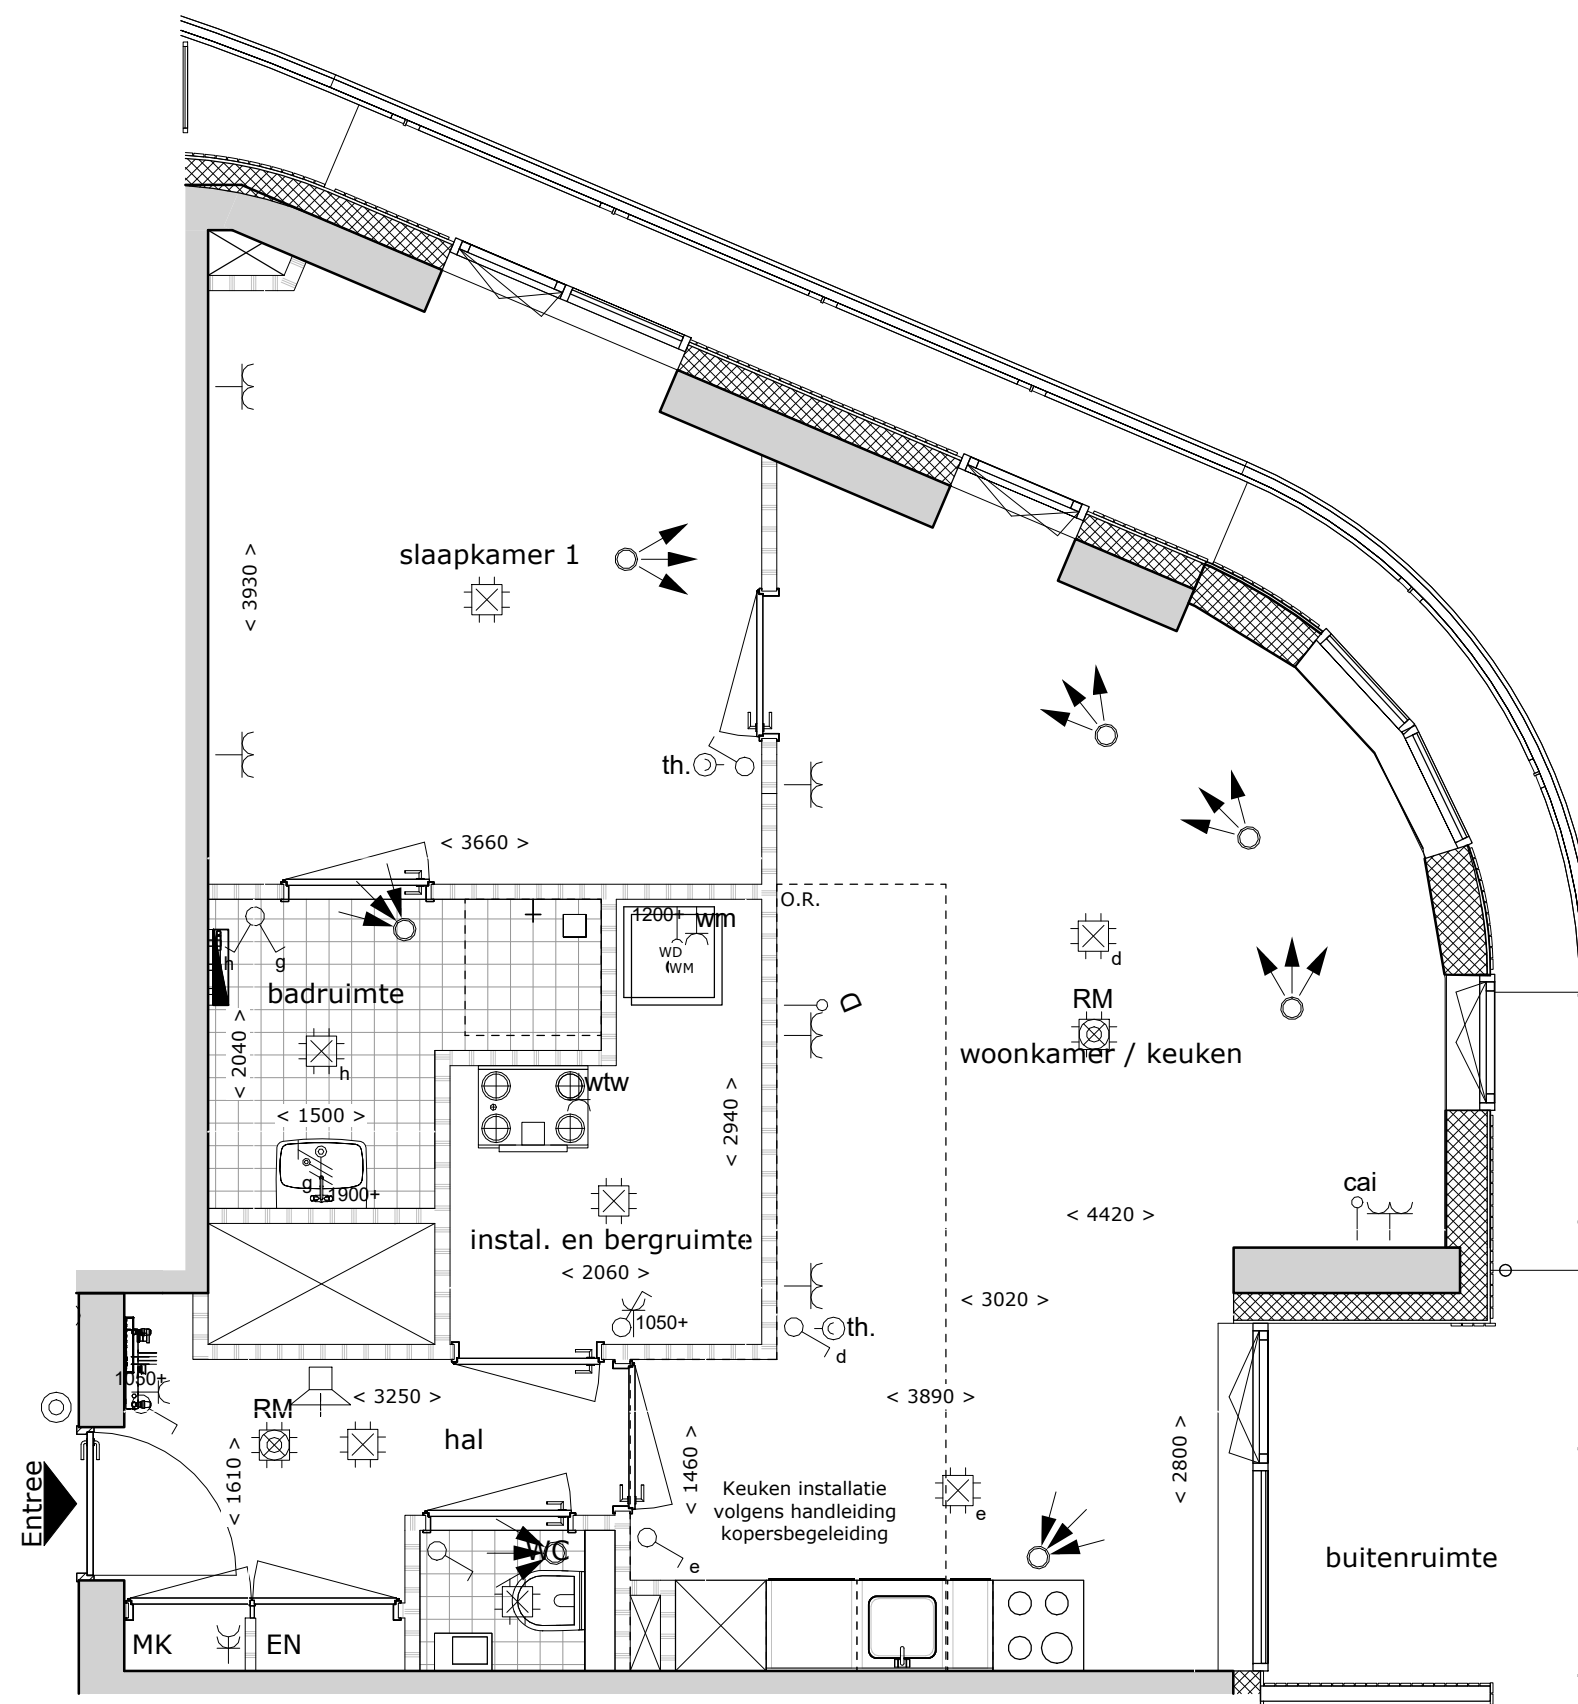 slaapkamer 1
< 3930 >
th.
< 3660 >
O.R.
1200+
wm
WD
WM
h
g
badruimte
d
D
RM
woonkamer / keuken
< 2040 >
h
wtw
< 1500 >
< 2940 >
g
1900+
cai
< 4420 >
instal. en bergruimte
< 2060 >
< 3020 >
1050+
th.
d
1050+
< 3250 >
< 3890 >
RM
hal
< 1610 >
< 1460 >
< 2800 >
Entree
Keuken installatie
volgens handleiding
kopersbegeleiding
e
wc
e
buitenruimte
MK
EN